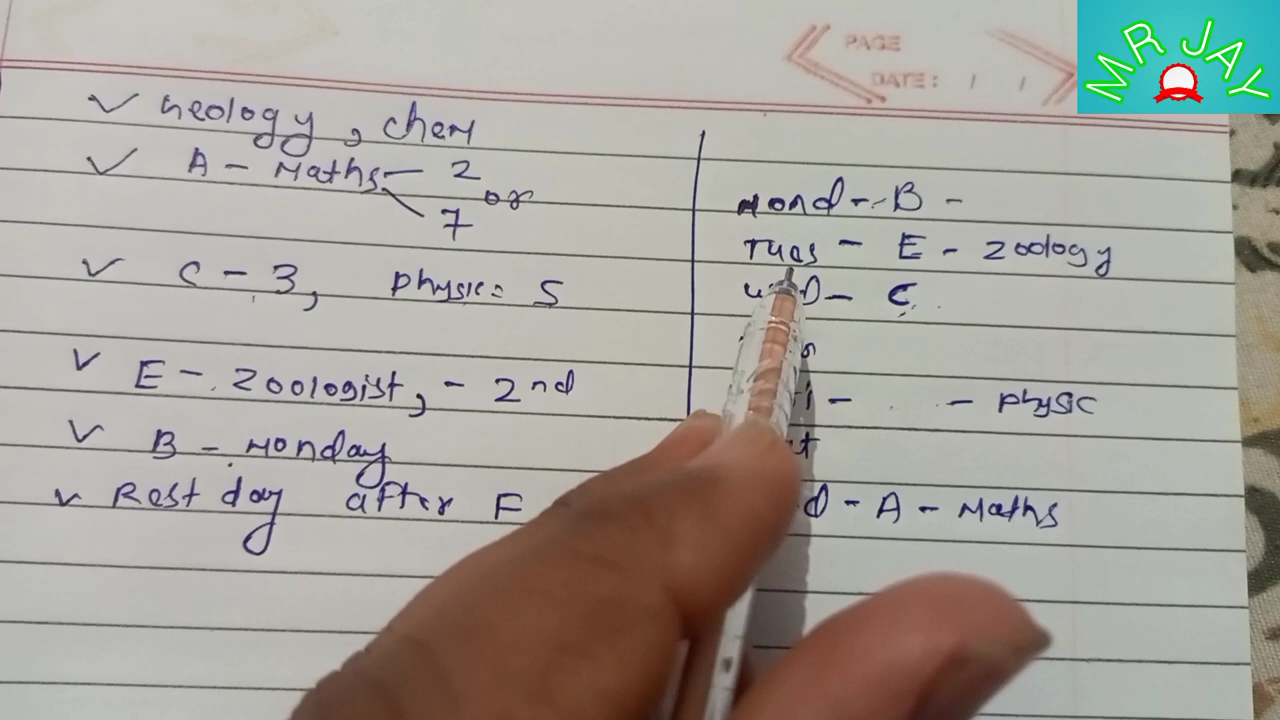 PAGE
DATE: / /
MR JAY
✓ Geology, chem
✓ A - Maths - 2
or
7
✓ C - 3, Physic = 5
✓ E - Zoologist, - 2nd
✓ B - Monday
✓ Rest day after F
Mond - B -
Tues - E - Zoology
- C
- - Physic
- A - Maths